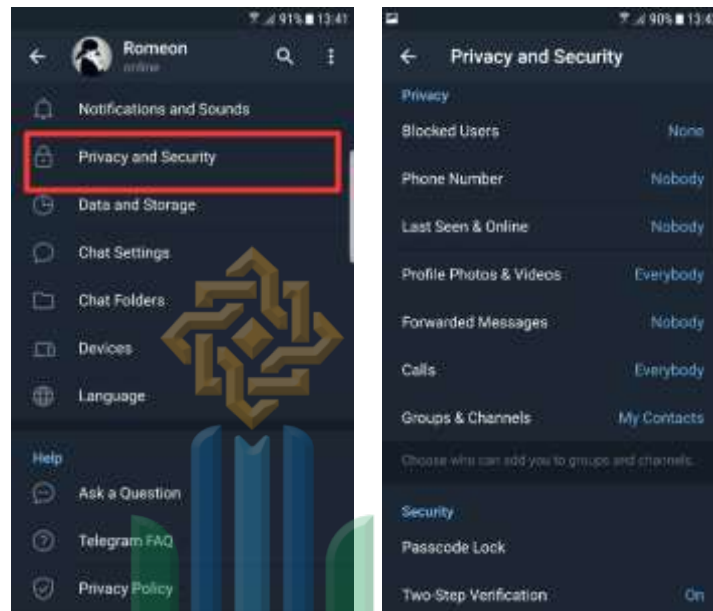 91% 13:41
Romeon
online
Notifications and Sounds
Privacy and Security
Data and Storage
Chat Settings
Chat Folders
Devices
Language
Help
Ask a Question
Telegram FAQ
Privacy Policy
90% 13:42
Privacy and Security
Privacy
Blocked Users None
Phone Number Nobody
Last Seen & Online Nobody
Profile Photos & Videos Everybody
Forwarded Messages Nobody
Calls Everybody
Groups & Channels My Contacts
Choose who can add you to groups and channels.
Security
Passcode Lock
Two-Step Verification On